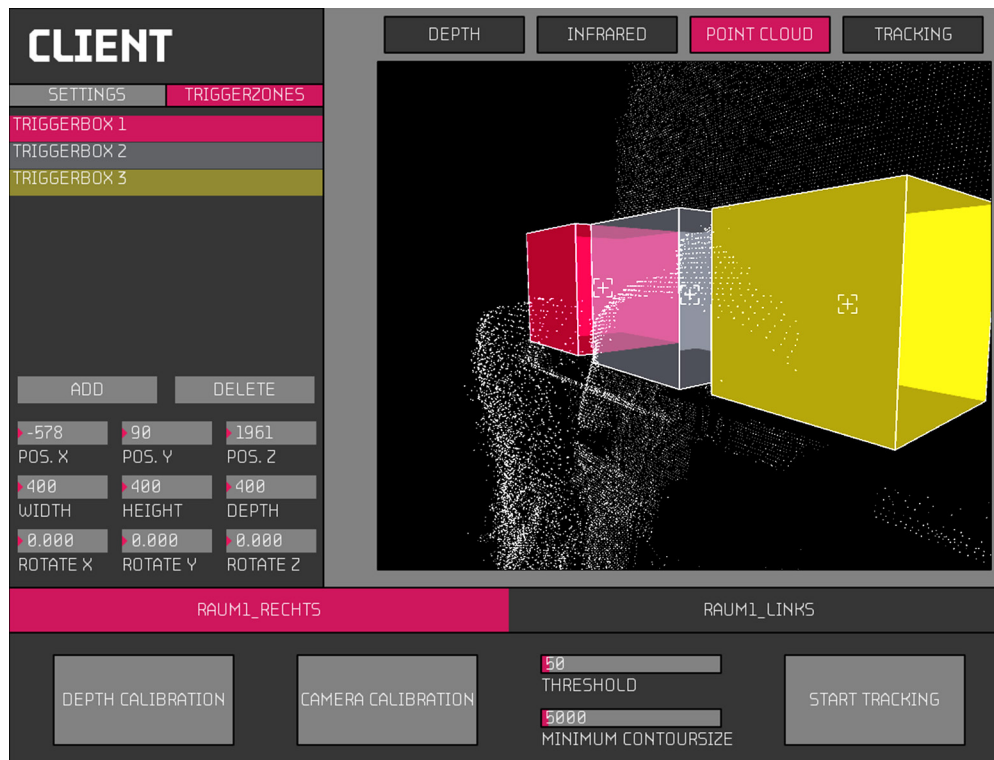 CLIENT
DEPTH INFRARED POINT CLOUD TRACKING
SETTINGS TRIGGERZONES
TRIGGERBOX 1
TRIGGERBOX 2
TRIGGERBOX 3
ADD DELETE
-578 90 1961
POS. X POS. Y POS. Z
400 400 400
WIDTH HEIGHT DEPTH
0.000 0.000 0.000
ROTATE X ROTATE Y ROTATE Z
RAUM1_RECHTS RAUM1_LINKS
DEPTH CALIBRATION CAMERA CALIBRATION
50
THRESHOLD
5000
MINIMUM CONTOURSIZE
START TRACKING